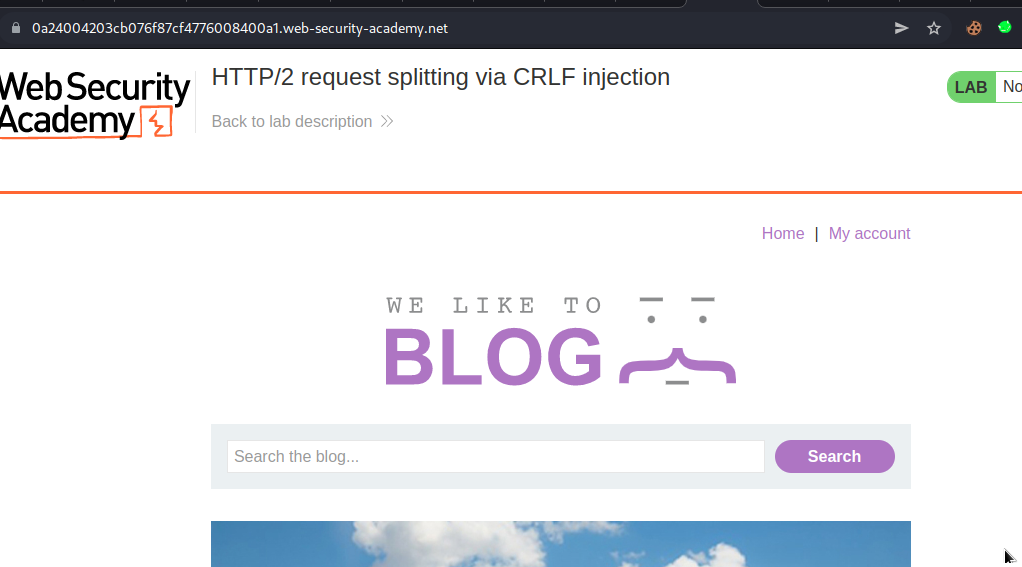 0a24004203cb076f87cf4776008400a1.web-security-academy.net
HTTP/2 request splitting via CRLF injection
Web Security
Academy
LAB No
Back to lab description
Home | My account
WE LIKE TO
BLOG
Search the blog...
Search